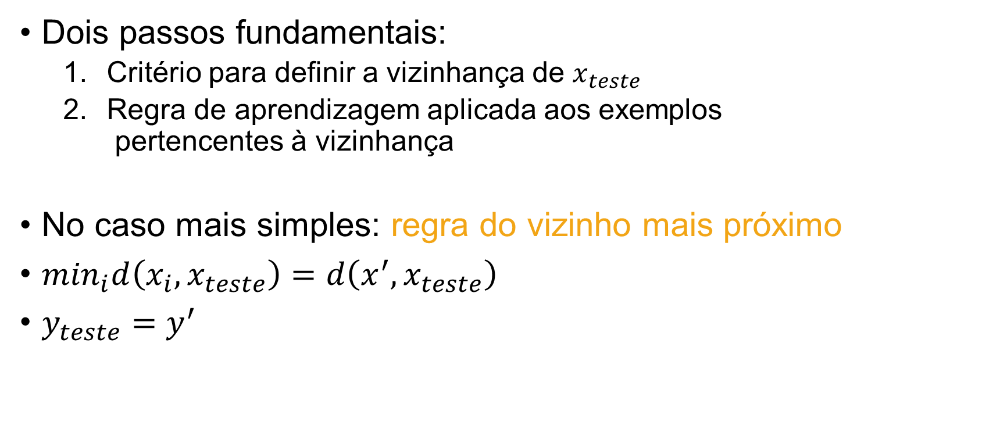 • Dois passos fundamentais:
1. Critério para definir a vizinhança de $x_{teste}$
2. Regra de aprendizagem aplicada aos exemplos
pertencentes à vizinhança
• No caso mais simples: regra do vizinho mais próximo
• $min_i d(x_i, x_{teste}) = d(x', x_{teste})$
• $y_{teste} = y'$